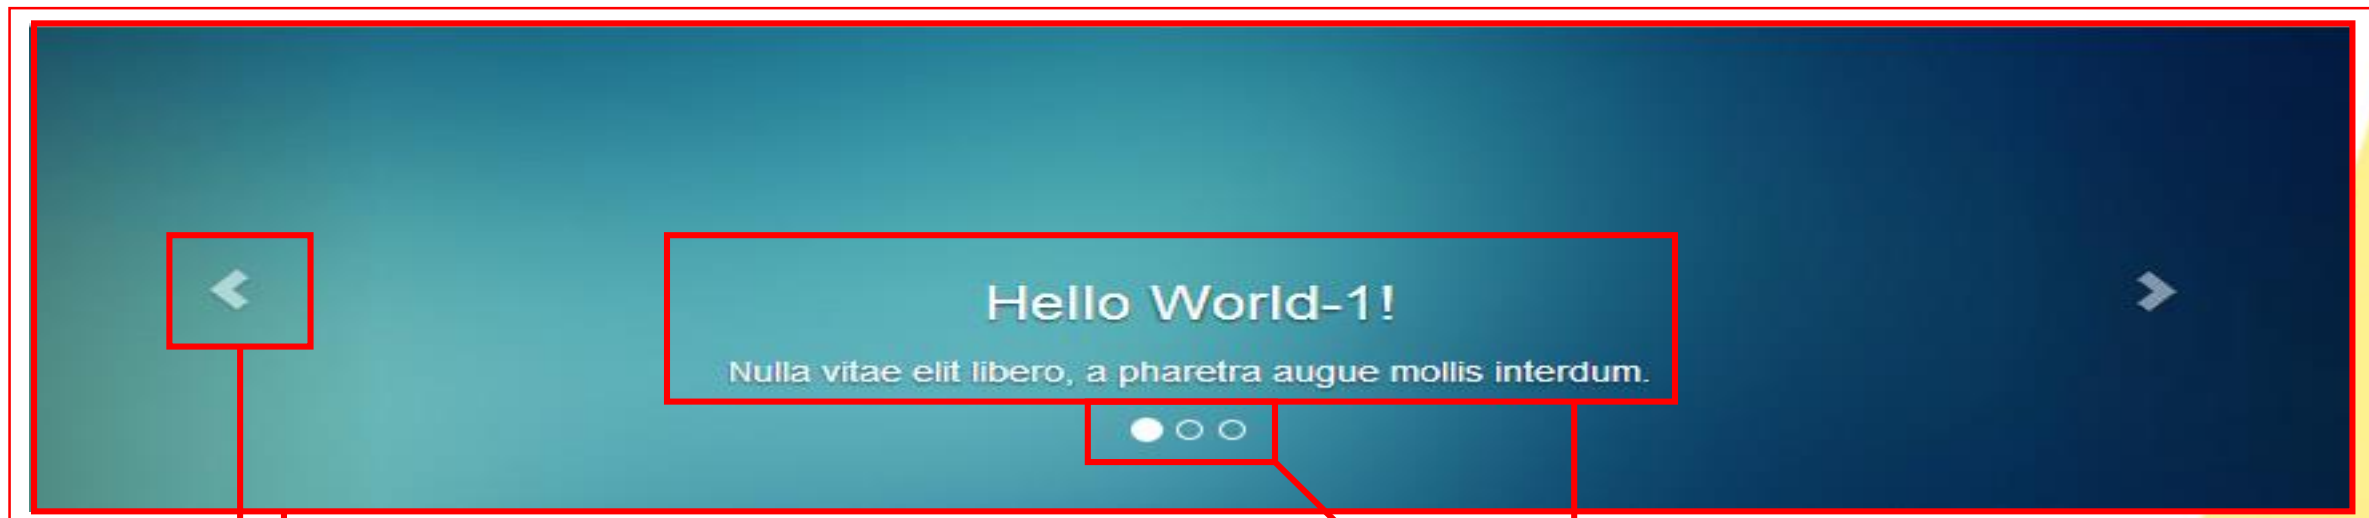 Hello World-1!
Nulla vitae elit libero, a pharetra augue mollis interdum.